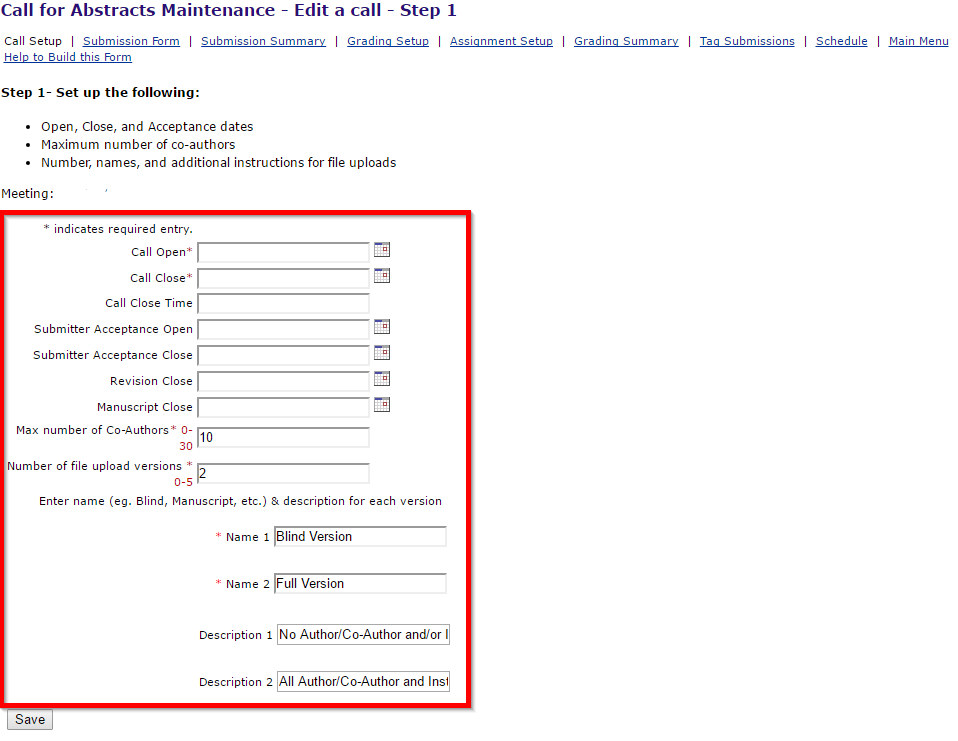 Call for Abstracts Maintenance - Edit a call - Step 1
Call Setup | Submission Form | Submission Summary | Grading Setup | Assignment Setup | Grading Summary | Tag Submissions | Schedule | Main Menu
Help to Build this Form
Step 1- Set up the following:
• Open, Close, and Acceptance dates
• Maximum number of co-authors
• Number, names, and additional instructions for file uploads
Meeting:
* indicates required entry.
Call Open*
Call Close*
Call Close Time
Submitter Acceptance Open
Submitter Acceptance Close
Revision Close
Manuscript Close
Max number of Co-Authors* 0-
30 10
Number of file upload versions *
0-5 2
Enter name (eg. Blind, Manuscript, etc.) & description for each version
* Name 1 Blind Version
* Name 2 Full Version
Description 1 No Author/Co-Author and/or I
Description 2 All Author/Co-Author and Inst
Save